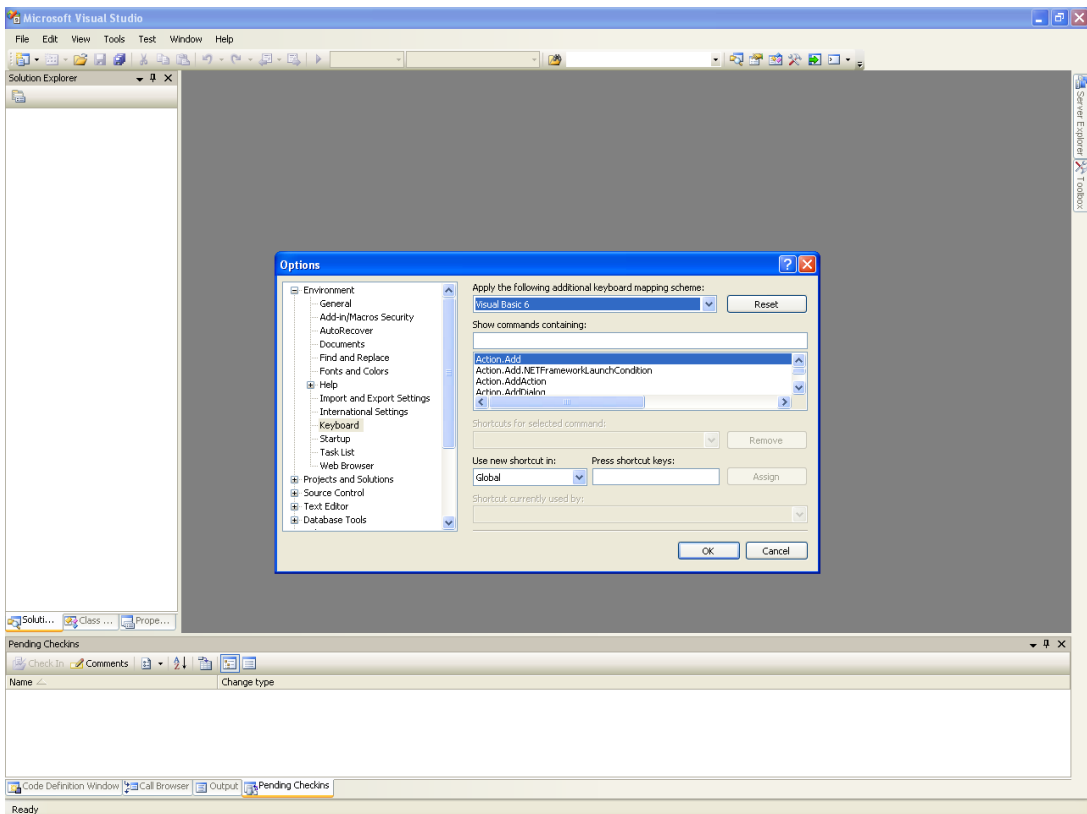 Microsoft Visual Studio
File Edit View Tools Test Window Help
Solution Explorer
Server Explorer
Toolbox
Options
Environment
General
Add-in/Macros Security
AutoRecover
Documents
Find and Replace
Fonts and Colors
Help
Import and Export Settings
International Settings
Keyboard
Startup
Task List
Web Browser
Projects and Solutions
Source Control
Text Editor
Database Tools
Apply the following additional keyboard mapping scheme:
Visual Basic 6 Reset
Show commands containing:
Action.Add
Action.Add.NETFrameworkLaunchCondition
Action.AddAction
Action.AddDialog
Shortcuts for selected command:
Remove
Use new shortcut in: Press shortcut keys:
Global Assign
Shortcut currently used by:
OK Cancel
Soluti... Class ... Prope...
Pending Checkins
Check In Comments
Name Change type
Code Definition Window Call Browser Output Pending Checkins
Ready